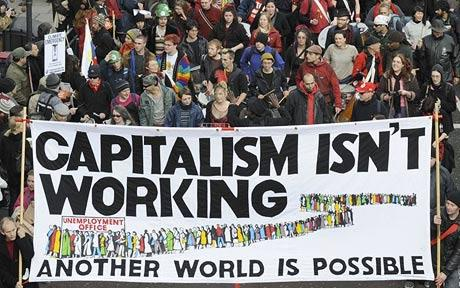 CAPITALISM ISN'T
WORKING
UNEMPLOYMENT
OFFICE
ANOTHER WORLD IS POSSIBLE